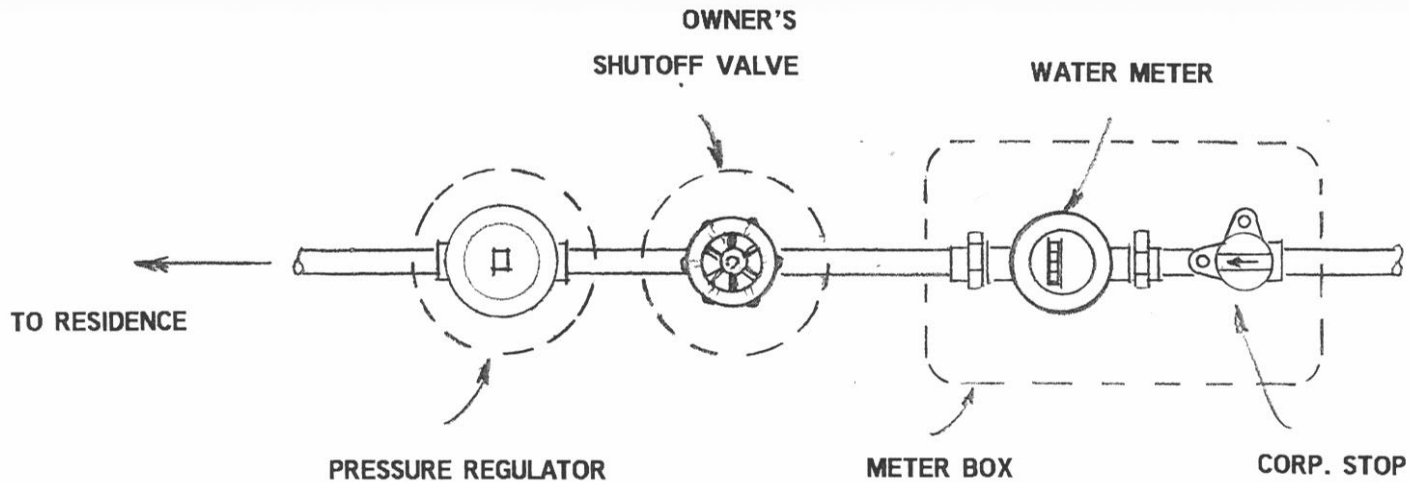 OWNER'S
SHUTOFF VALVE
WATER METER
TO RESIDENCE
PRESSURE REGULATOR
METER BOX
CORP. STOP